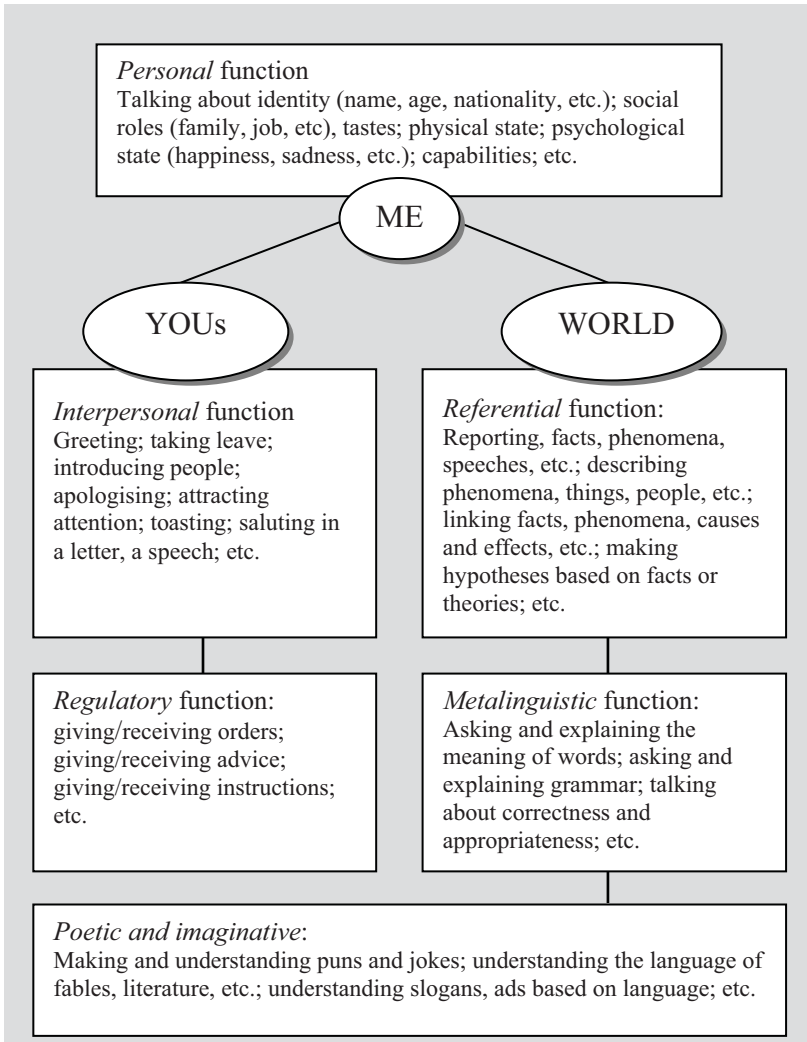 Personal function
Talking about identity (name, age, nationality, etc.); social
roles (family, job, etc), tastes; physical state; psychological
state (happiness, sadness, etc.); capabilities; etc.
ME
YOUs
WORLD
Interpersonal function
Greeting; taking leave;
introducing people;
apologising; attracting
attention; toasting; saluting in
a letter, a speech; etc.
Referential function:
Reporting, facts, phenomena,
speeches, etc.; describing
phenomena, things, people, etc.;
linking facts, phenomena, causes
and effects, etc.; making
hypotheses based on facts or
theories; etc.
Regulatory function:
giving/receiving orders;
giving/receiving advice;
giving/receiving instructions;
etc.
Metalinguistic function:
Asking and explaining the
meaning of words; asking and
explaining grammar; talking
about correctness and
appropriateness; etc.
Poetic and imaginative:
Making and understanding puns and jokes; understanding the language of
fables, literature, etc.; understanding slogans, ads based on language; etc.